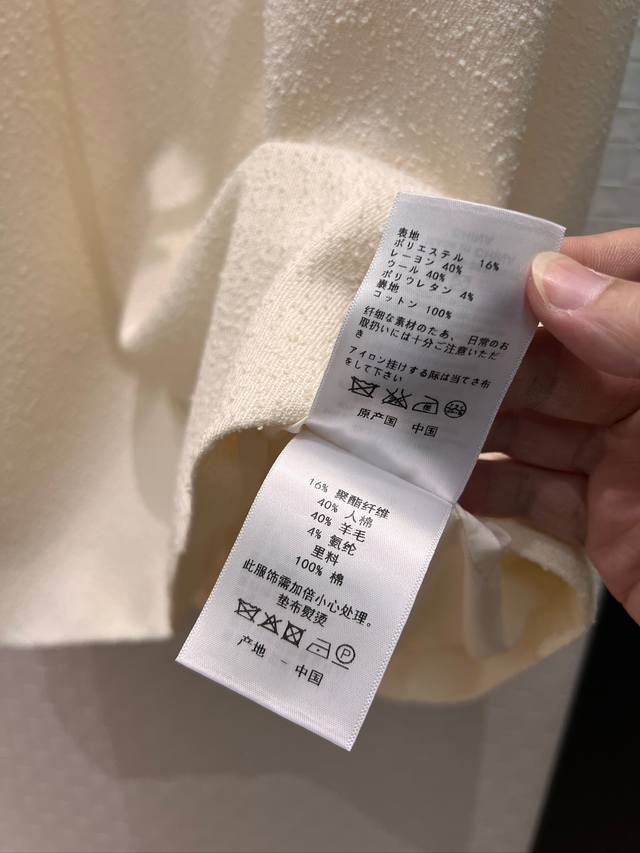 表地
ポリエステル 16%
レーヨン 40%
ウール 40%
ポリウレタン 4%
裏地
コットン 100%
繊細な素材のため、日常のお
取扱いには十分ご注意いただ
き
アイロン掛けする際は当てさ布
をして下さい
原产国 中国
16% 聚酯纤维
40% 人棉
40% 羊毛
4% 氨纶
里料
100% 棉
此服饰需加倍小心处理。
垫布熨烫
P
产地 - 中国